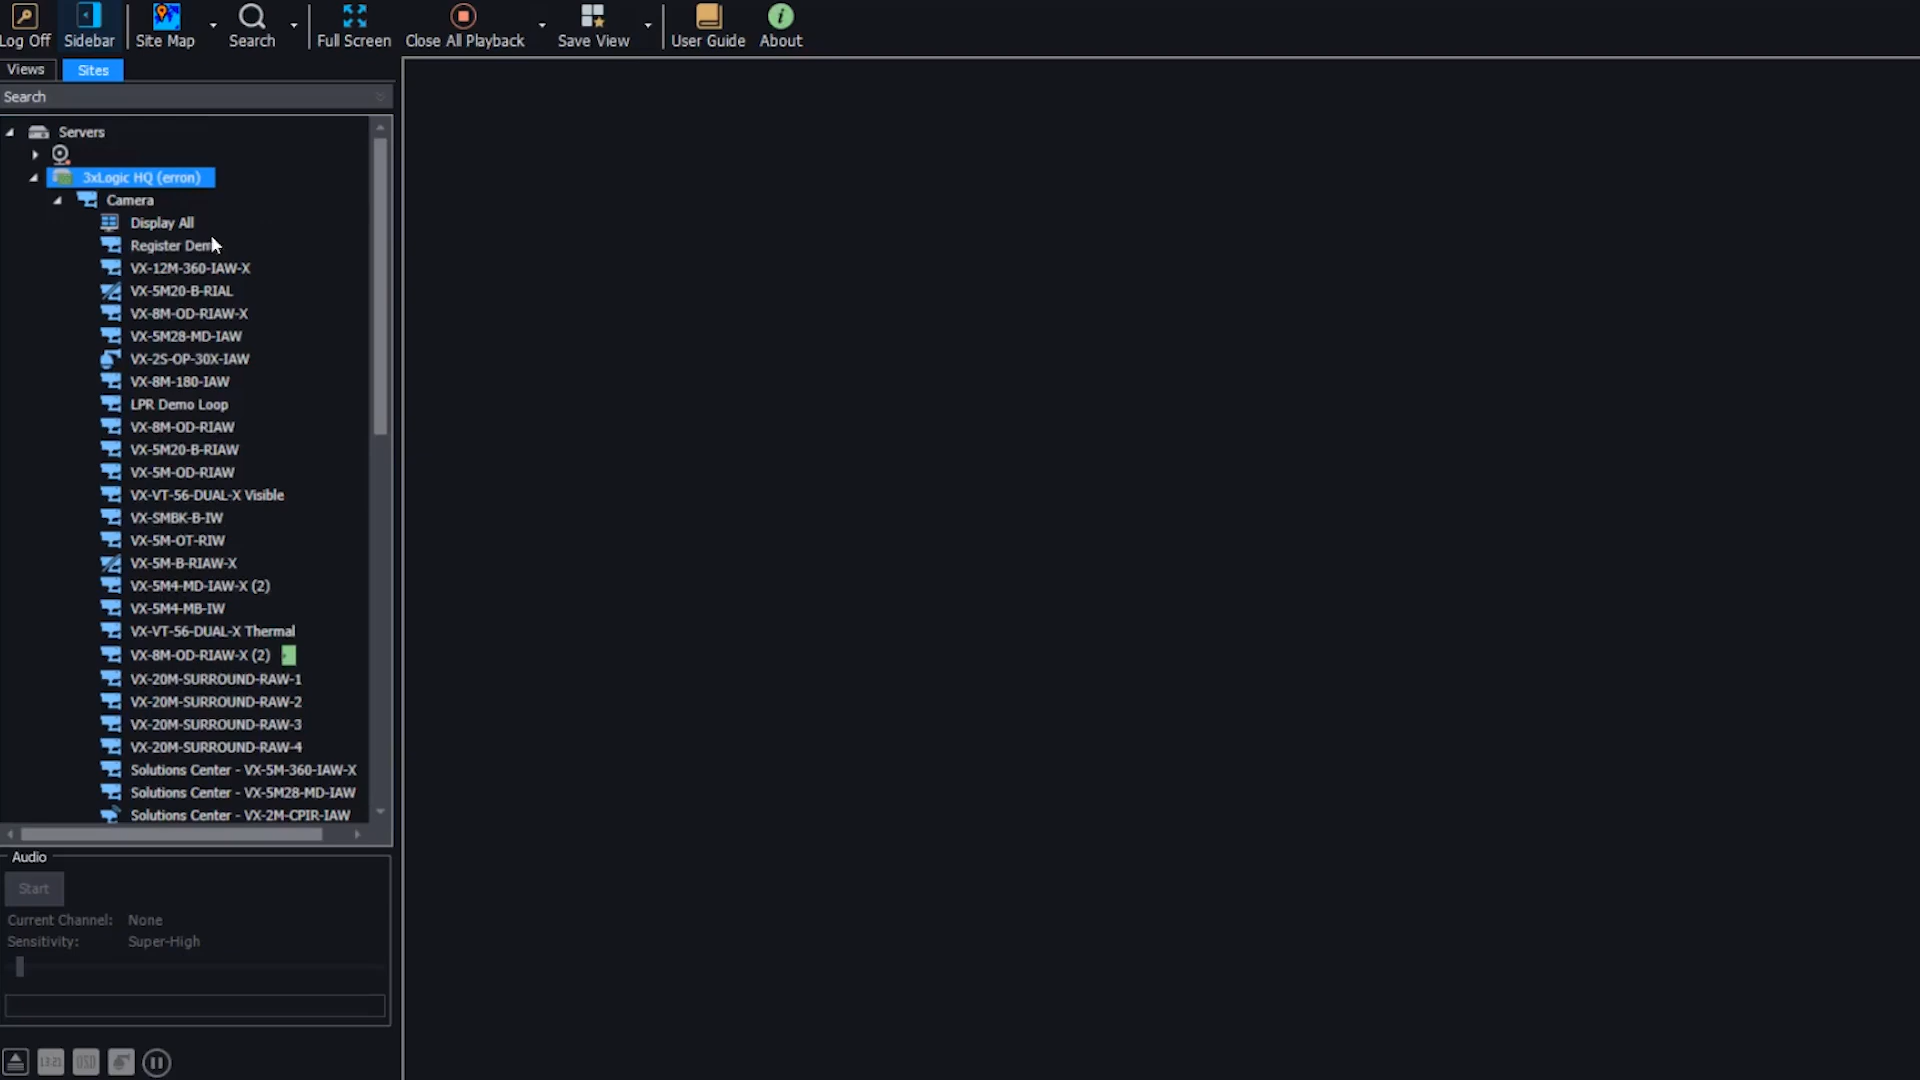 Log Off
Sidebar
Site Map
Search
Full Screen
Close All Playback
Save View
User Guide
About
Views
Sites
Search
Servers
3xLogic HQ (erron)
Camera
Display All
Register Demo
VX-12M-360-IAW-X
VX-5M20-B-RIAL
VX-8M-OD-RIAW-X
VX-5M28-MD-IAW
VX-2S-OP-30X-IAW
VX-8M-180-IAW
LPR Demo Loop
VX-8M-OD-RIAW
VX-5M20-B-RIAW
VX-5M-OD-RIAW
VX-VT-56-DUAL-X Visible
VX-SMBK-B-IW
VX-5M-OT-RIW
VX-5M-B-RIAW-X
VX-5M4-MD-IAW-X (2)
VX-5M4-MB-IW
VX-VT-56-DUAL-X Thermal
VX-8M-OD-RIAW-X (2)
VX-20M-SURROUND-RAW-1
VX-20M-SURROUND-RAW-2
VX-20M-SURROUND-RAW-3
VX-20M-SURROUND-RAW-4
Solutions Center - VX-5M-360-IAW-X
Solutions Center - VX-5M28-MD-IAW
Solutions Center - VX-2M-CPIR-IAW
Audio
Start
Current Channel: None
Sensitivity: Super-High
OSD